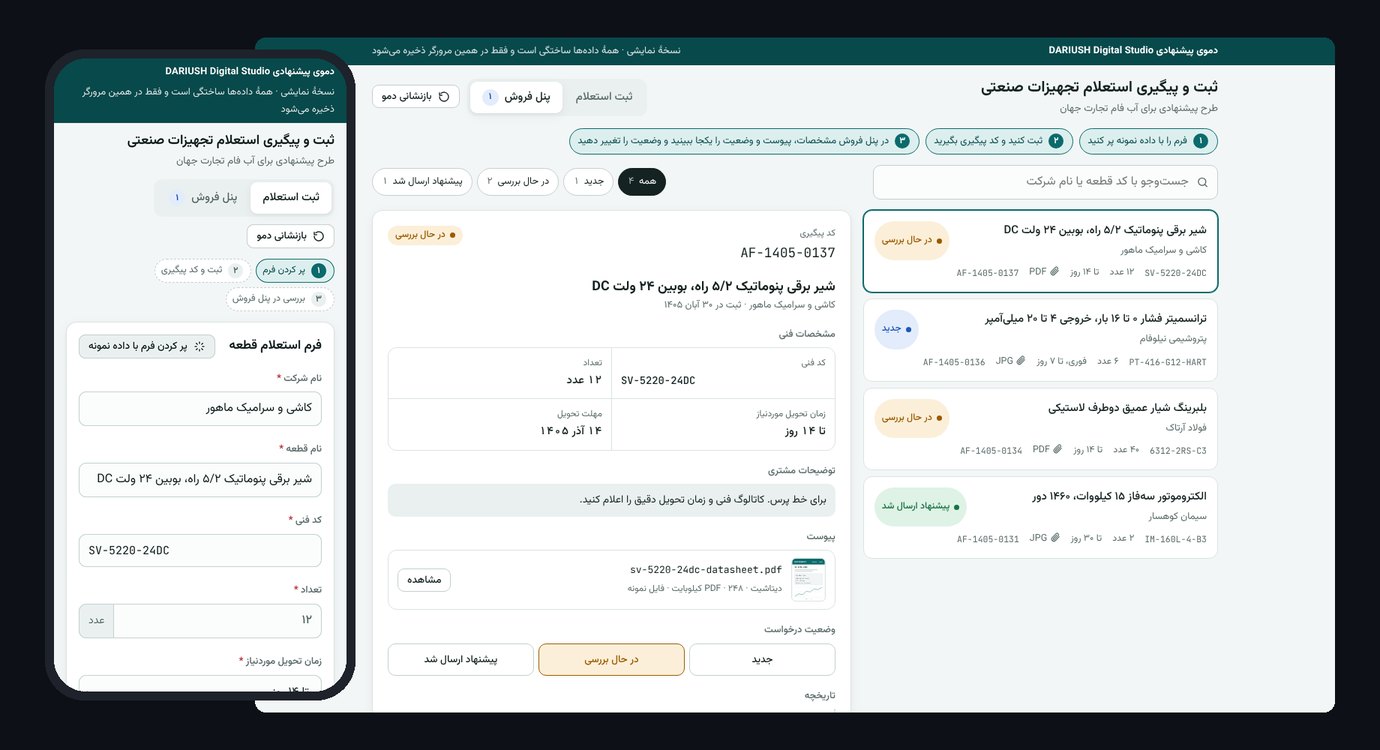 دموی پیشنهادی DARIUSH Digital Studio
نسخهٔ نمایشی · همهٔ داده‌ها ساختگی است و فقط در همین مرورگر ذخیره می‌شود
ثبت و پیگیری استعلام تجهیزات صنعتی
طرح پیشنهادی برای آب فام تجارت جهان
ثبت استعلام
پنل فروش ۱
بازنشانی دمو
۱ فرم را با داده نمونه پر کنید
۲ ثبت کنید و کد پیگیری بگیرید
۳ در پنل فروش مشخصات، پیوست و وضعیت را یکجا ببینید و وضعیت را تغییر دهید
جست‌وجو با کد قطعه یا نام شرکت
همه ۴
جدید ۱
در حال بررسی ۲
پیشنهاد ارسال شد ۱
شیر برقی پنوماتیک ۵/۲ راه، بوبین ۲۴ ولت DC
در حال بررسی
کاشی و سرامیک ماهور
SV-5220-24DC ۱۲ عدد تا ۱۴ روز PDF AF-1405-0137
ترانسمیتر فشار ۰ تا ۱۶ بار، خروجی ۴ تا ۲۰ میلی‌آمپر
جدید
پتروشیمی نیلوفام
PT-416-G12-HART ۶ عدد فوری، تا ۷ روز JPG AF-1405-0136
بلبرینگ شیار عمیق دوطرف لاستیکی
در حال بررسی
فولاد آرتاک
6312-2RS-C3 ۴۰ عدد تا ۱۴ روز PDF AF-1405-0134
الکتروموتور سه‌فاز ۱۵ کیلووات، ۱۴۶۰ دور
پیشنهاد ارسال شد
سیمان کوهسار
IM-160L-4-B3 ۲ عدد تا ۳۰ روز JPG AF-1405-0131
کد پیگیری
در حال بررسی
AF-1405-0137
شیر برقی پنوماتیک ۵/۲ راه، بوبین ۲۴ ولت DC
کاشی و سرامیک ماهور · ثبت در ۳۰ آبان ۱۴۰۵
مشخصات فنی
کد فنی
SV-5220-24DC
تعداد
۱۲ عدد
زمان تحویل موردنیاز
تا ۱۴ روز
مهلت تحویل
۱۴ آذر ۱۴۰۵
توضیحات مشتری
برای خط پرس. کاتالوگ فنی و زمان تحویل دقیق را اعلام کنید.
پیوست
sv-5220-24dc-datasheet.pdf
دیتاشیت · PDF · ۲۴۸ کیلوبایت · فایل نمونه
مشاهده
وضعیت درخواست
جدید
در حال بررسی
پیشنهاد ارسال شد
تاریخچه
دموی پیشنهادی DARIUSH Digital Studio
نسخهٔ نمایشی · همهٔ داده‌ها ساختگی است و فقط در همین مرورگر
ذخیره می‌شود
ثبت و پیگیری استعلام تجهیزات صنعتی
طرح پیشنهادی برای آب فام تجارت جهان
ثبت استعلام
پنل فروش ۱
بازنشانی دمو
۱ پر کردن فرم
۲ ثبت و کد پیگیری
۳ بررسی در پنل فروش
فرم استعلام قطعه
پر کردن فرم با داده نمونه
نام شرکت *
کاشی و سرامیک ماهور
نام قطعه *
شیر برقی پنوماتیک ۵/۲ راه، بوبین ۲۴ ولت DC
کد فنی *
SV-5220-24DC
تعداد *
۱۲
عدد
زمان تحویل موردنیاز *
تا ۱۴ روز